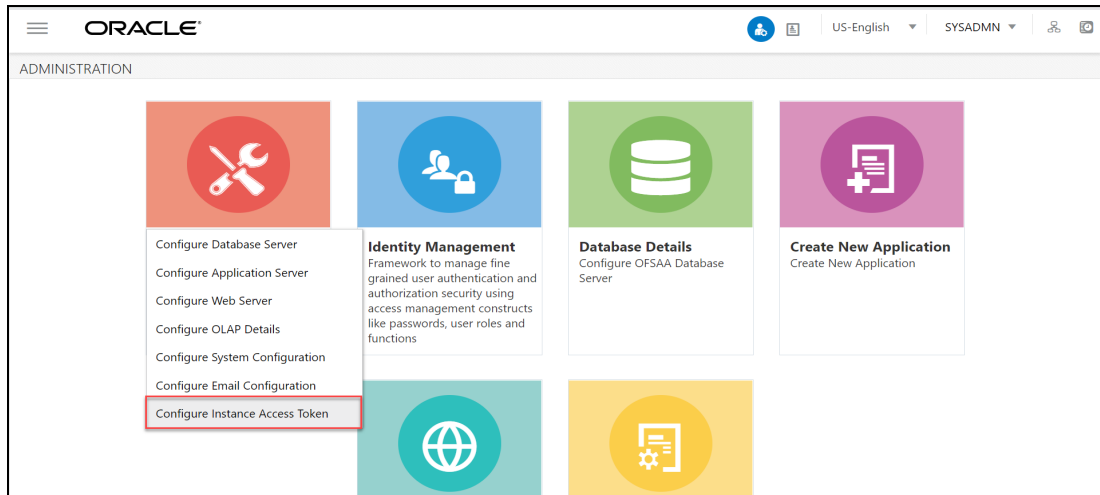 ORACLE
US-English
SYSADMN
ADMINISTRATION
Configure Database Server
Configure Application Server
Configure Web Server
Configure OLAP Details
Configure System Configuration
Configure Email Configuration
Configure Instance Access Token
Identity Management
Framework to manage fine
grained user authentication and
authorization security using
access management constructs
like passwords, user roles and
functions
Database Details
Configure OFSAA Database
Server
Create New Application
Create New Application